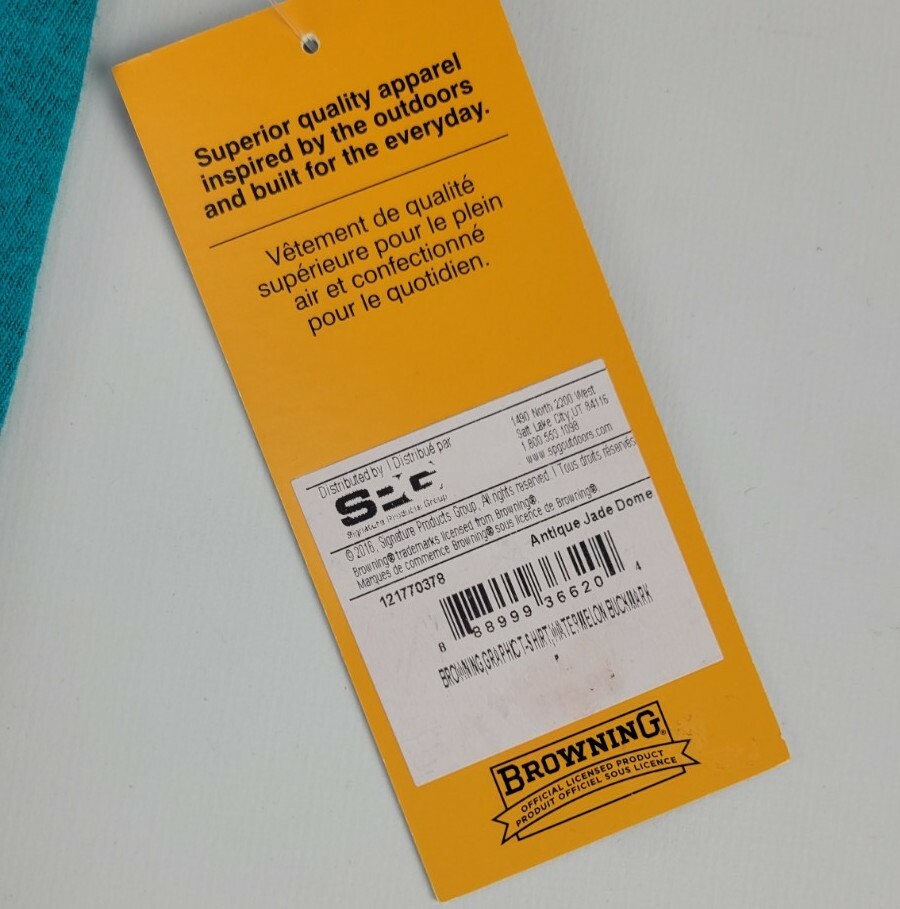 Superior quality apparel
inspired by the outdoors
and built for the everyday.
Vêtement de qualité
supérieure pour le plein
air et confectionné
pour le quotidien.
Distributed by | Distribué par
Signature Products Group
1490 North 2200 West
Salt Lake City, UT 84116
1.800.553.1098
www.spgoutdoors.com
© 2016, Signature Products Group, All rights reserved. | Tous droits réservés
Browning® trademarks licensed from Browning®.
Marques de commerce Browning® sous licence de Browning®.
121770378
Antique Jade Dome
8 88999 36620 4
BROWNING,GRAPHIC T-SHIRT,WATERMELON BUCKMARK
BROWNING®
OFFICIAL LICENSED PRODUCT
PRODUIT OFFICIEL SOUS LICENCE